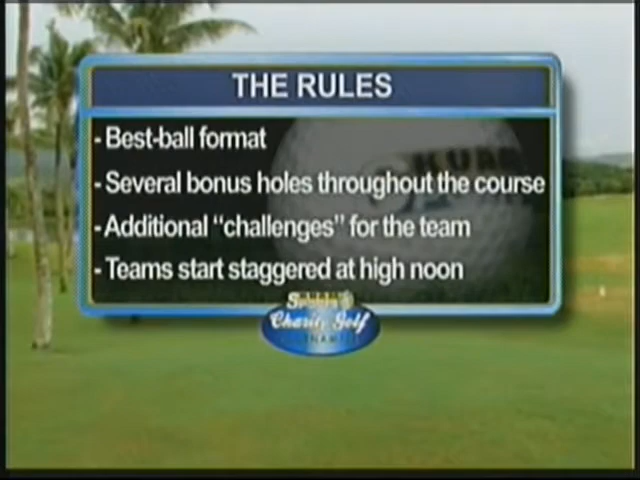 THE RULES
- Best-ball format
- Several bonus holes throughout the course
- Additional "challenges" for the team
- Teams start staggered at high noon
Charity Golf